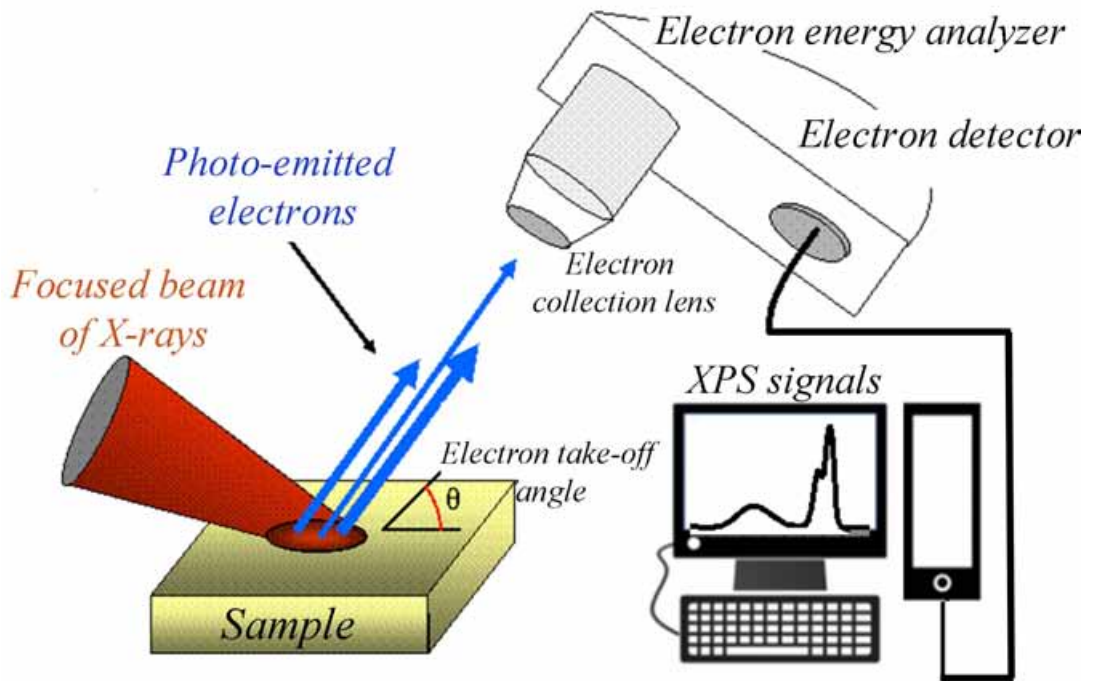 Electron energy analyzer
Electron detector
Photo-emitted
electrons
Electron
collection lens
Focused beam
of X-rays
XPS signals
Electron take-off
angle
θ
Sample